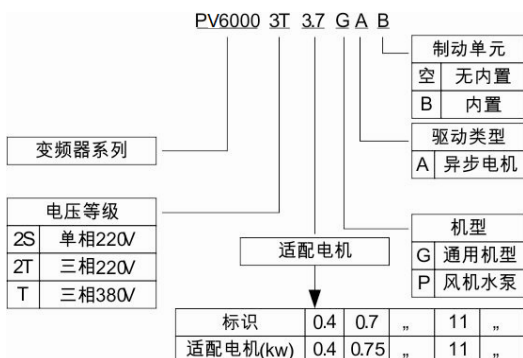 PV6000 3T 3.7 G A B
制动单元
空 无内置
B 内置
驱动类型
A 异步电机
变频器系列
电压等级
2S 单相220V
2T 三相220V
T 三相380V
机型
G 通用机型
P 风机水泵
适配电机
标识 0.4 0.7 „ 11 „
适配电机(kw) 0.4 0.75 „ 11 „